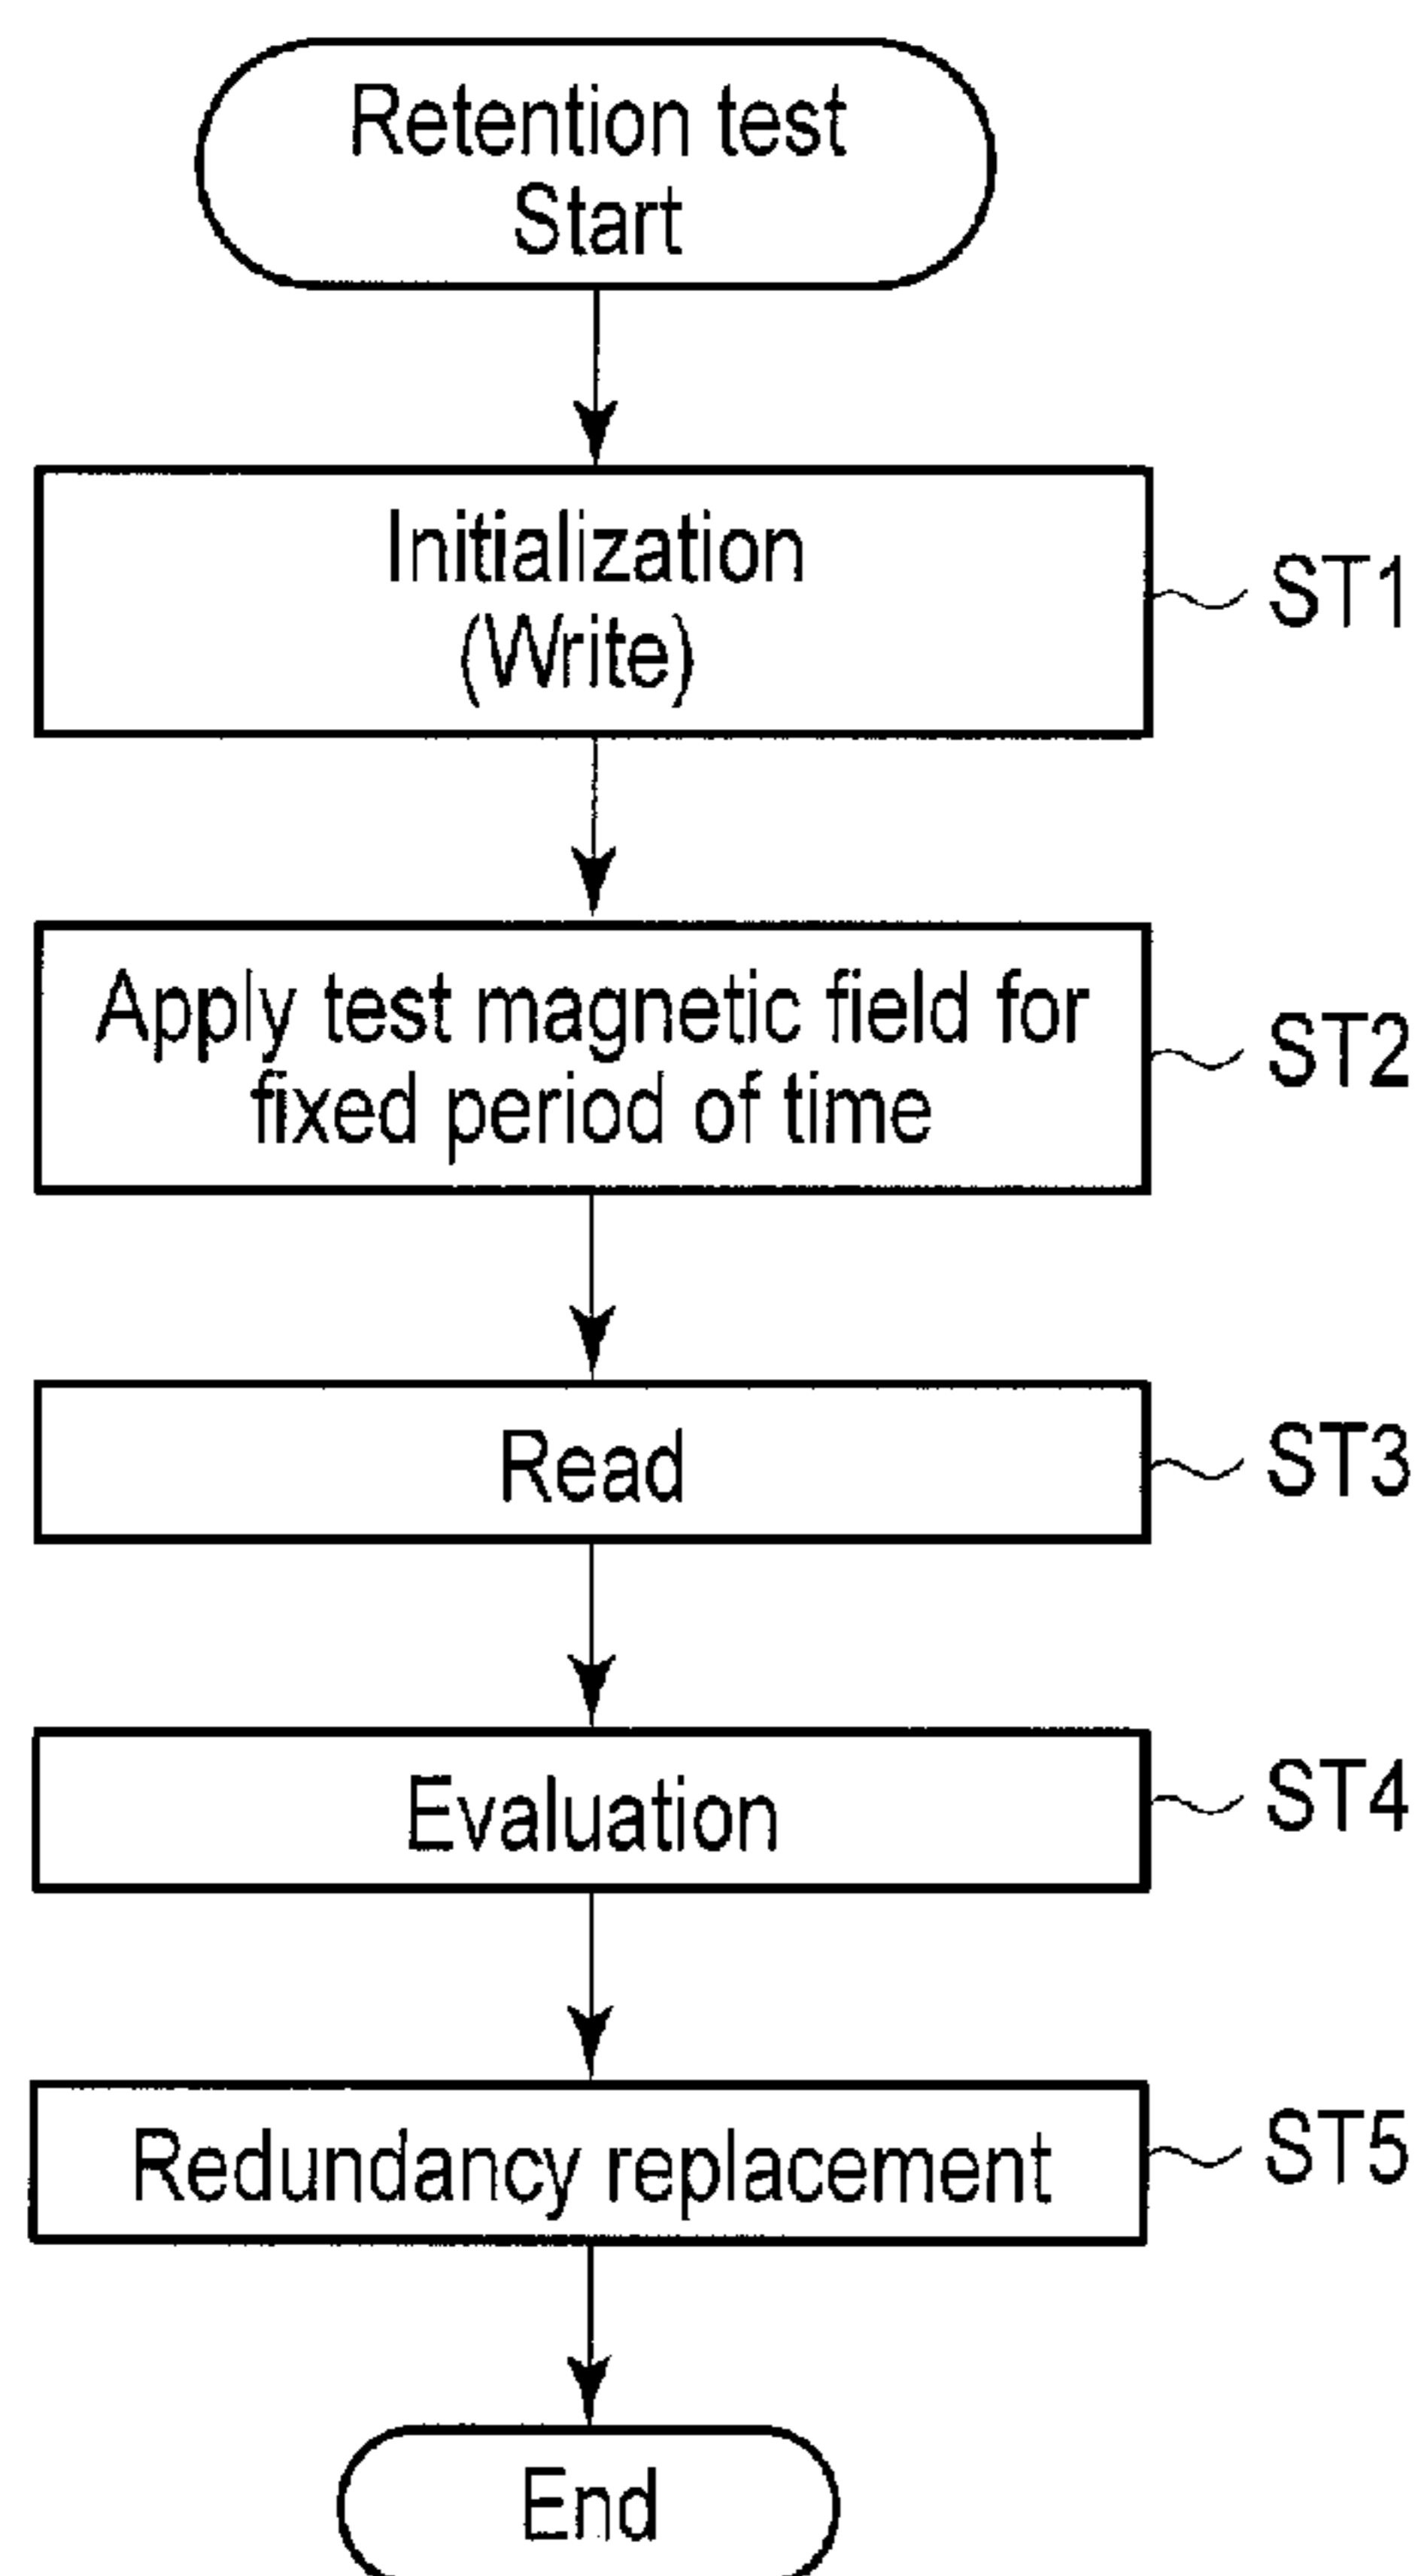 Retention test
Start
Initialization
(Write)
ST1
Apply test magnetic field for
fixed period of time
ST2
Read
ST3
Evaluation
ST4
Redundancy replacement
ST5
End